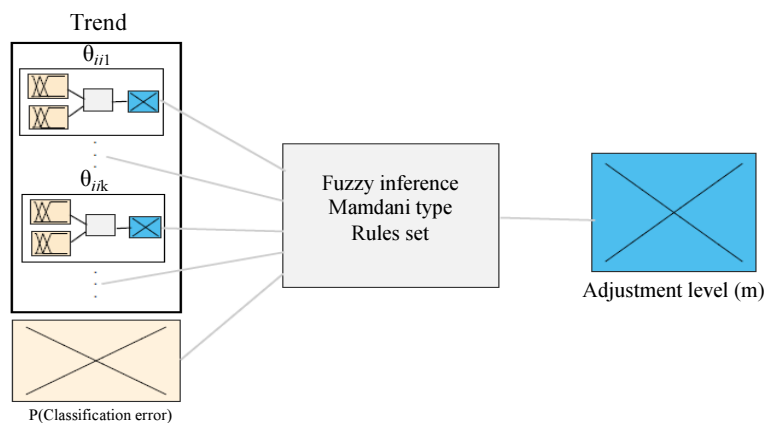 Trend
θii1
θiik
Fuzzy inference
Mamdani type
Rules set
Adjustment level (m)
P(Classification error)